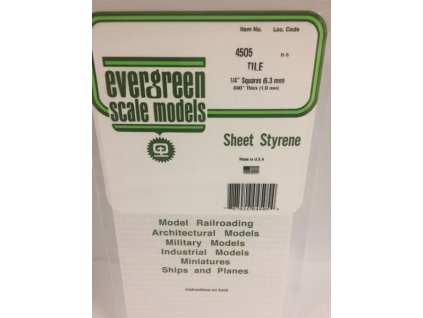 Item No. Loc. Code
4505
TILE
1/4" Squares (6.3 mm)
.040" Thick (1.0 mm)
evergreen
scale models
Sheet Styrene
Made in U S A
Model Railroading
Architectural Models
Military Models
Industrial Models
Miniatures
Ships and Planes
Instructions on back